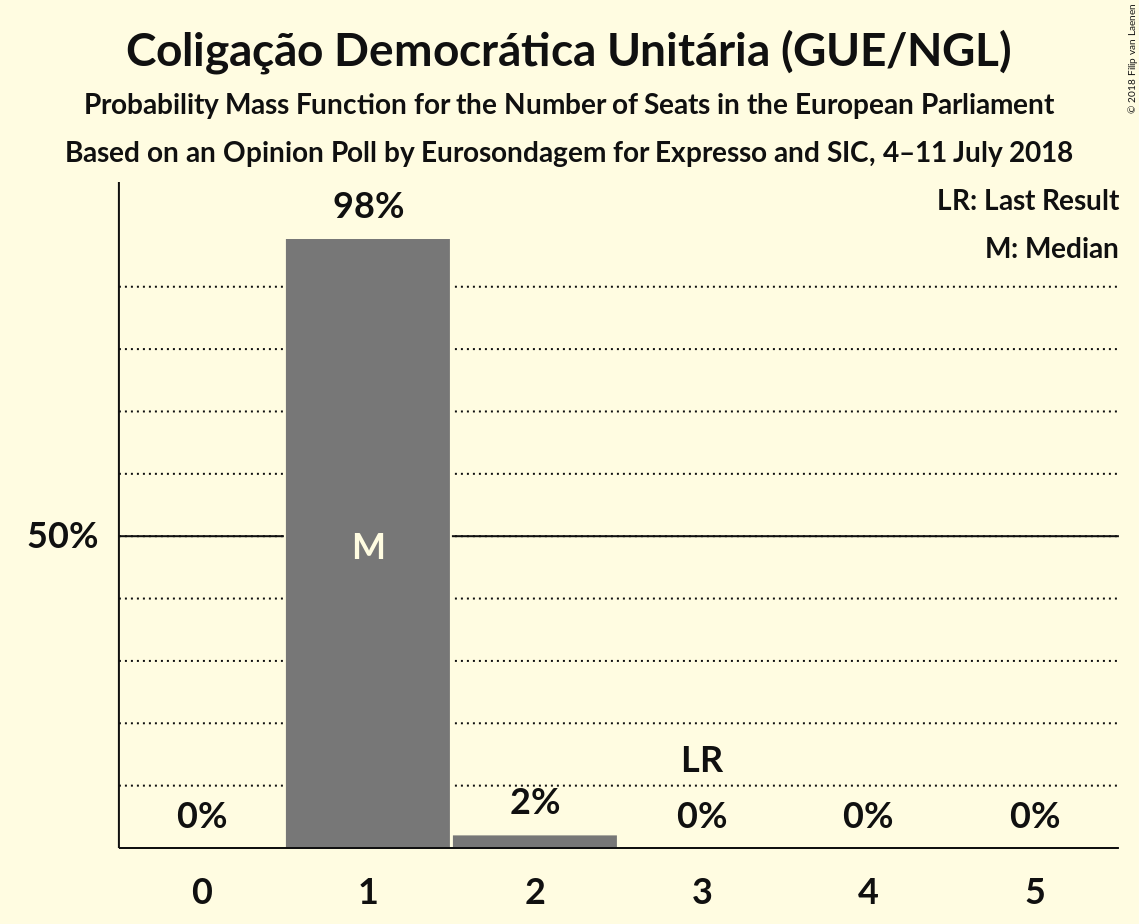 Coligação Democrática Unitária (GUE/NGL)
Probability Mass Function for the Number of Seats in the European Parliament
Based on an Opinion Poll by Eurosondagem for Expresso and SIC, 4–11 July 2018
© 2018 Filip van Laenen
LR: Last Result
M: Median
98%
50%
M
LR
0%
2%
0%
0%
0%
0
1
2
3
4
5